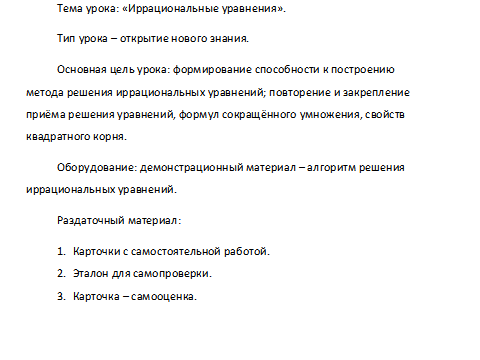 Тема урока: «Иррациональные уравнения».
Тип урока – открытие нового знания.
Основная цель урока: формирование способности к построению
метода решения иррациональных уравнений; повторение и закрепление
приёма решения уравнений, формул сокращённого умножения, свойств
квадратного корня.
Оборудование: демонстрационный материал – алгоритм решения
иррациональных уравнений.
Раздаточный материал:
1. Карточки с самостоятельной работой.
2. Эталон для самопроверки.
3. Карточка – самооценка.